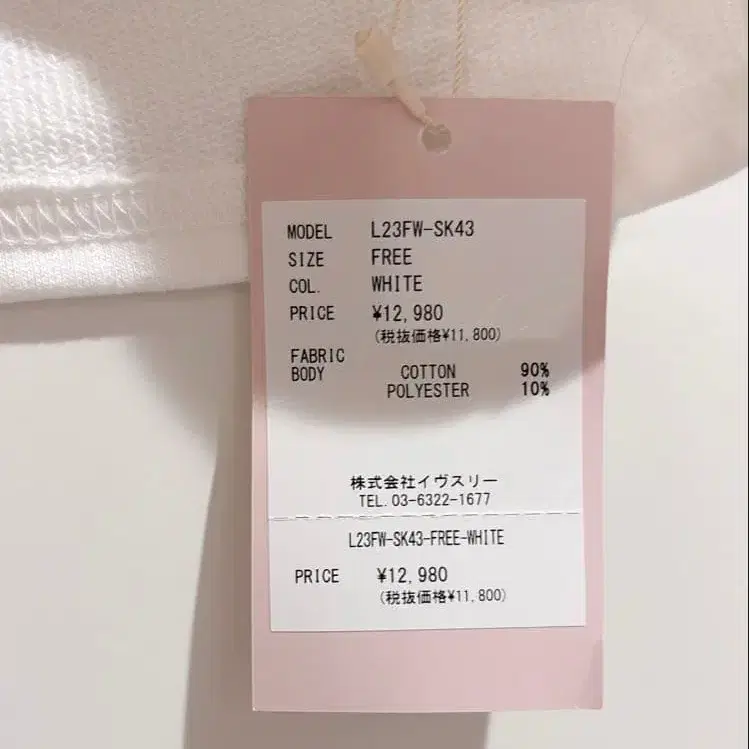 MODEL L23FW-SK43
SIZE FREE
COL. WHITE
PRICE ¥12,980
(税抜価格¥11,800)
FABRIC
BODY COTTON 90%
POLYESTER 10%
株式会社イヴスリー
TEL.03-6322-1677
L23FW-SK43-FREE-WHITE
PRICE ¥12,980
(税抜価格¥11,800)